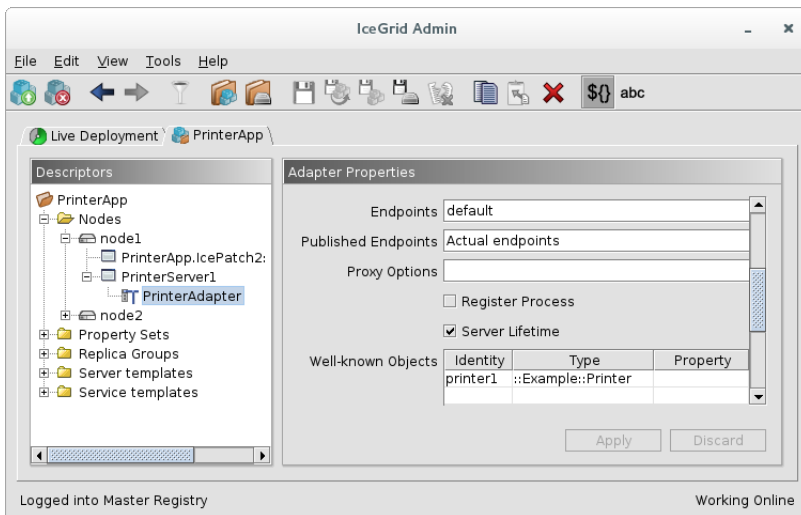 IceGrid Admin
File Edit View Tools Help
${} abc
Live Deployment PrinterApp
Descriptors
PrinterApp
Nodes
node1
PrinterApp.IcePatch2:
PrinterServer1
PrinterAdapter
node2
Property Sets
Replica Groups
Server templates
Service templates
Adapter Properties
Endpoints default
Published Endpoints Actual endpoints
Proxy Options
Register Process
Server Lifetime
Well-known Objects Identity Type Property
printer1 ::Example::Printer
Apply Discard
Logged into Master Registry Working Online